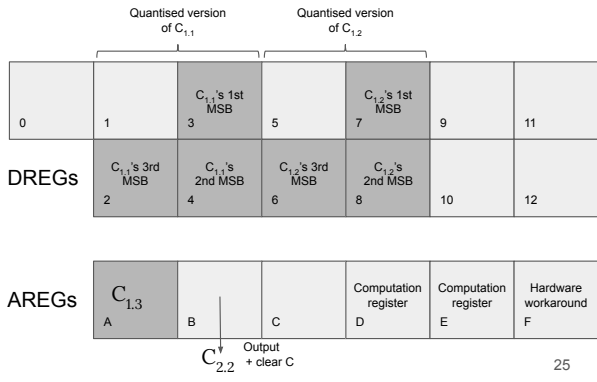 Quantised version
of C1.1
Quantised version
of C1.2
C1.1's 1st
MSB
C1.2's 1st
MSB
0
1
3
5
7
9
11
DREGs
C1.1's 3rd
MSB
C1.1's
2nd MSB
C1.2's 3rd
MSB
C1.2's
2nd MSB
2
4
6
8
10
12
AREGs
C1.3
Computation
register
Computation
register
Hardware
workaround
A
B
C
D
E
F
C2.2
Output
+ clear C
25